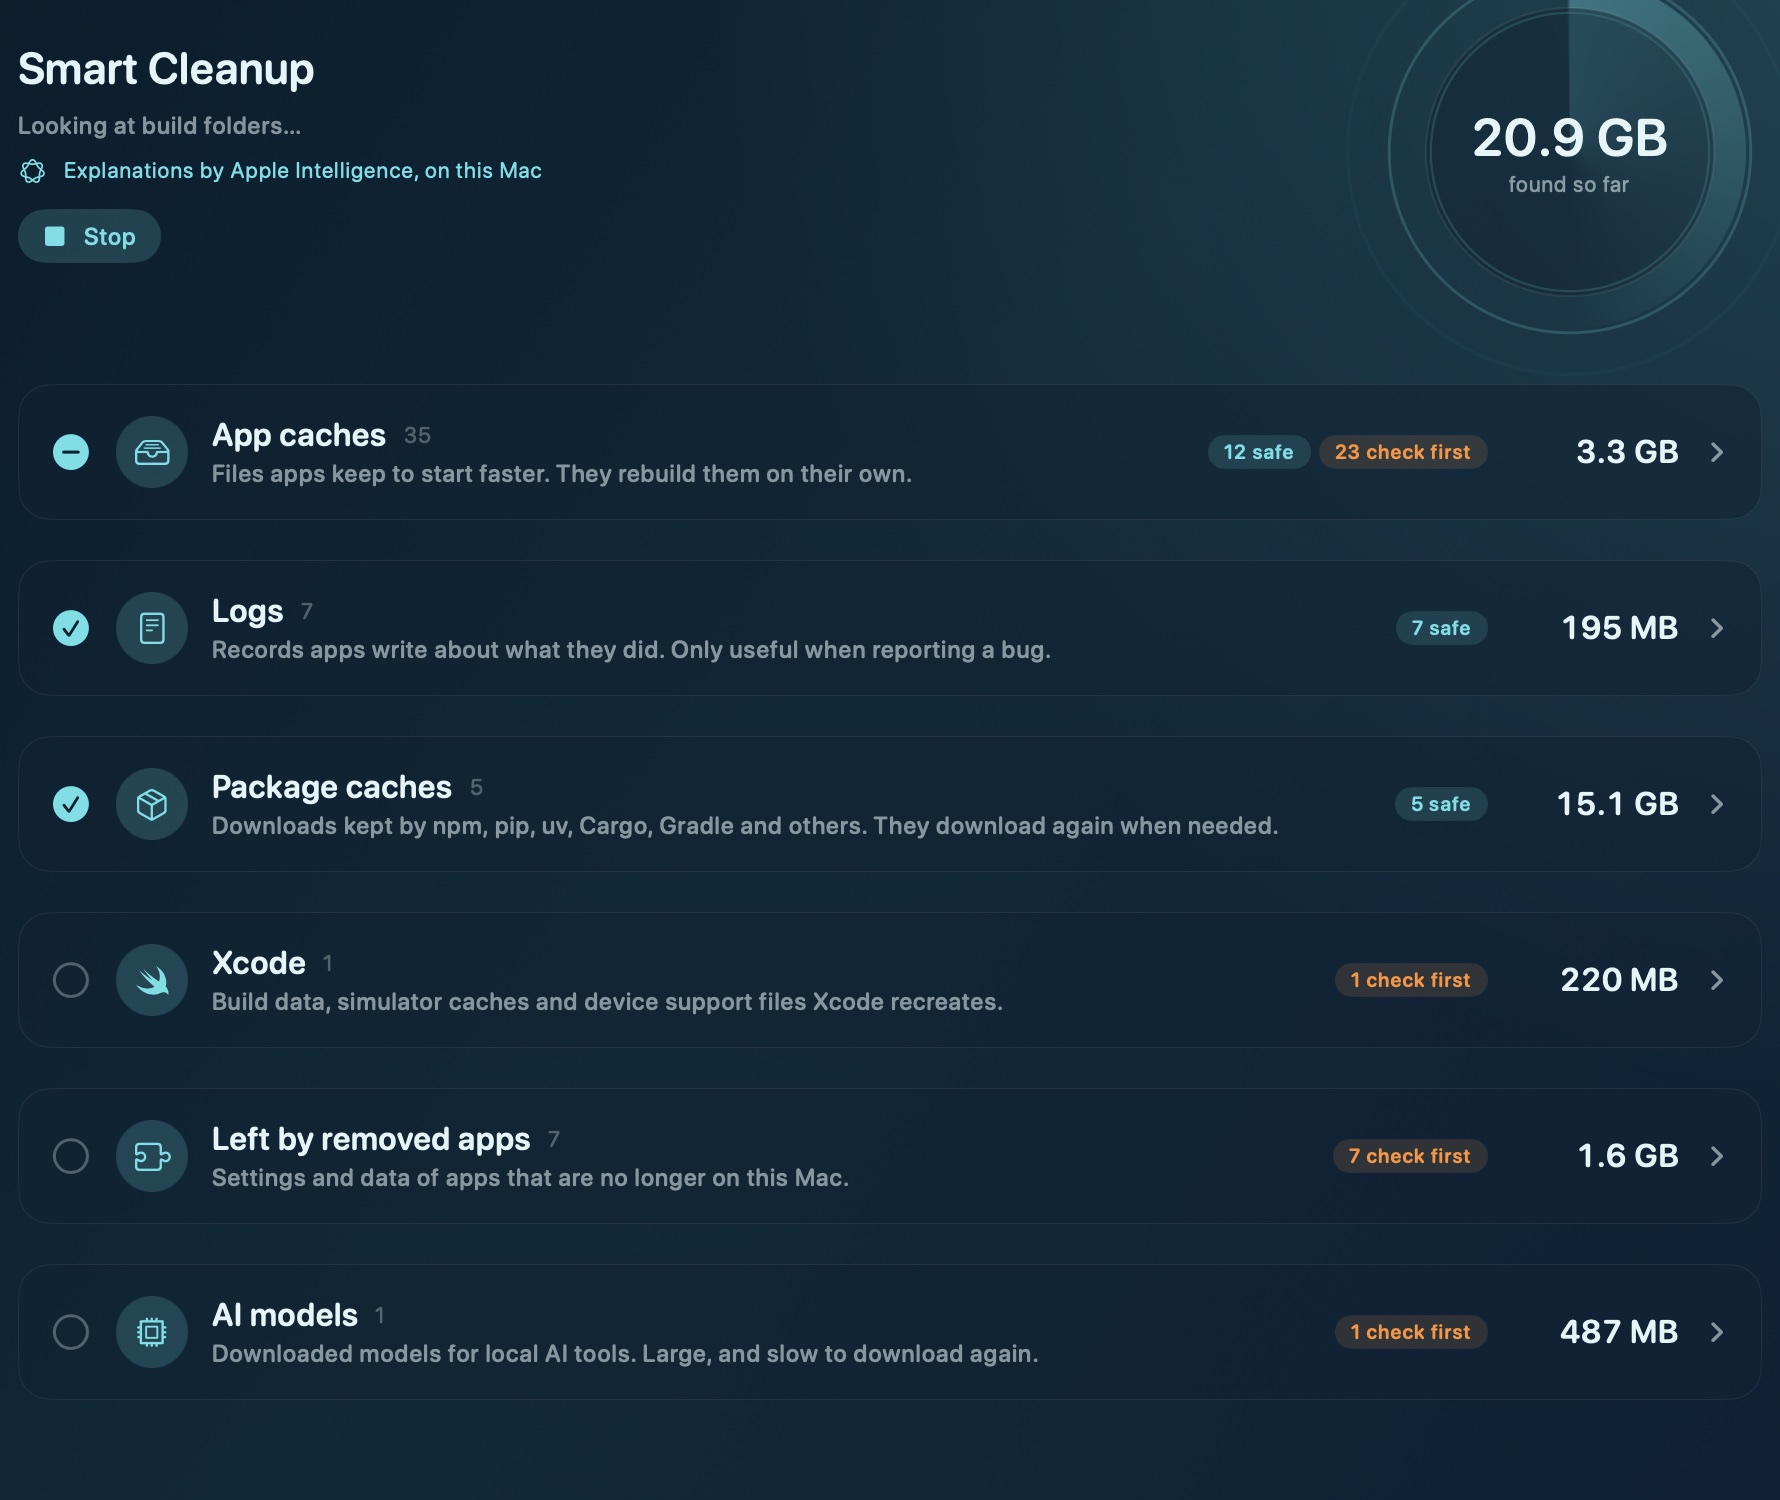 Smart Cleanup
Looking at build folders...
Explanations by Apple Intelligence, on this Mac
Stop
20.9 GB
found so far
App caches 35
Files apps keep to start faster. They rebuild them on their own.
12 safe 23 check first 3.3 GB
Logs 7
Records apps write about what they did. Only useful when reporting a bug.
7 safe 195 MB
Package caches 5
Downloads kept by npm, pip, uv, Cargo, Gradle and others. They download again when needed.
5 safe 15.1 GB
Xcode 1
Build data, simulator caches and device support files Xcode recreates.
1 check first 220 MB
Left by removed apps 7
Settings and data of apps that are no longer on this Mac.
7 check first 1.6 GB
AI models 1
Downloaded models for local AI tools. Large, and slow to download again.
1 check first 487 MB